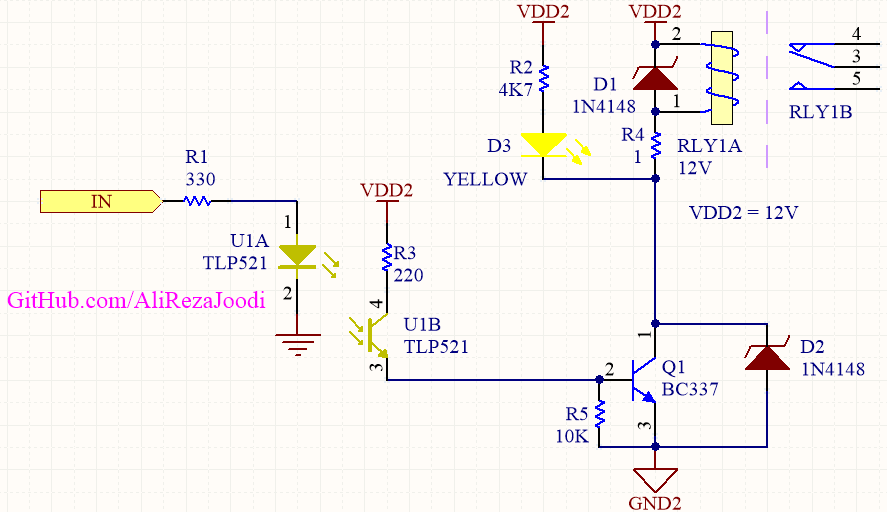 VDD2
VDD2
2
4
R2
4K7
D1
1N4148
3
5
1
RLY1B
R4
1
RLY1A
12V
D3
YELLOW
R1
330
IN
VDD2
VDD2 = 12V
1
U1A
TLP521
2
R3
220
GitHub.com/AliRezaJoodi
4
U1B
TLP521
3
1
2
Q1
BC337
D2
1N4148
R5
10K
3
GND2